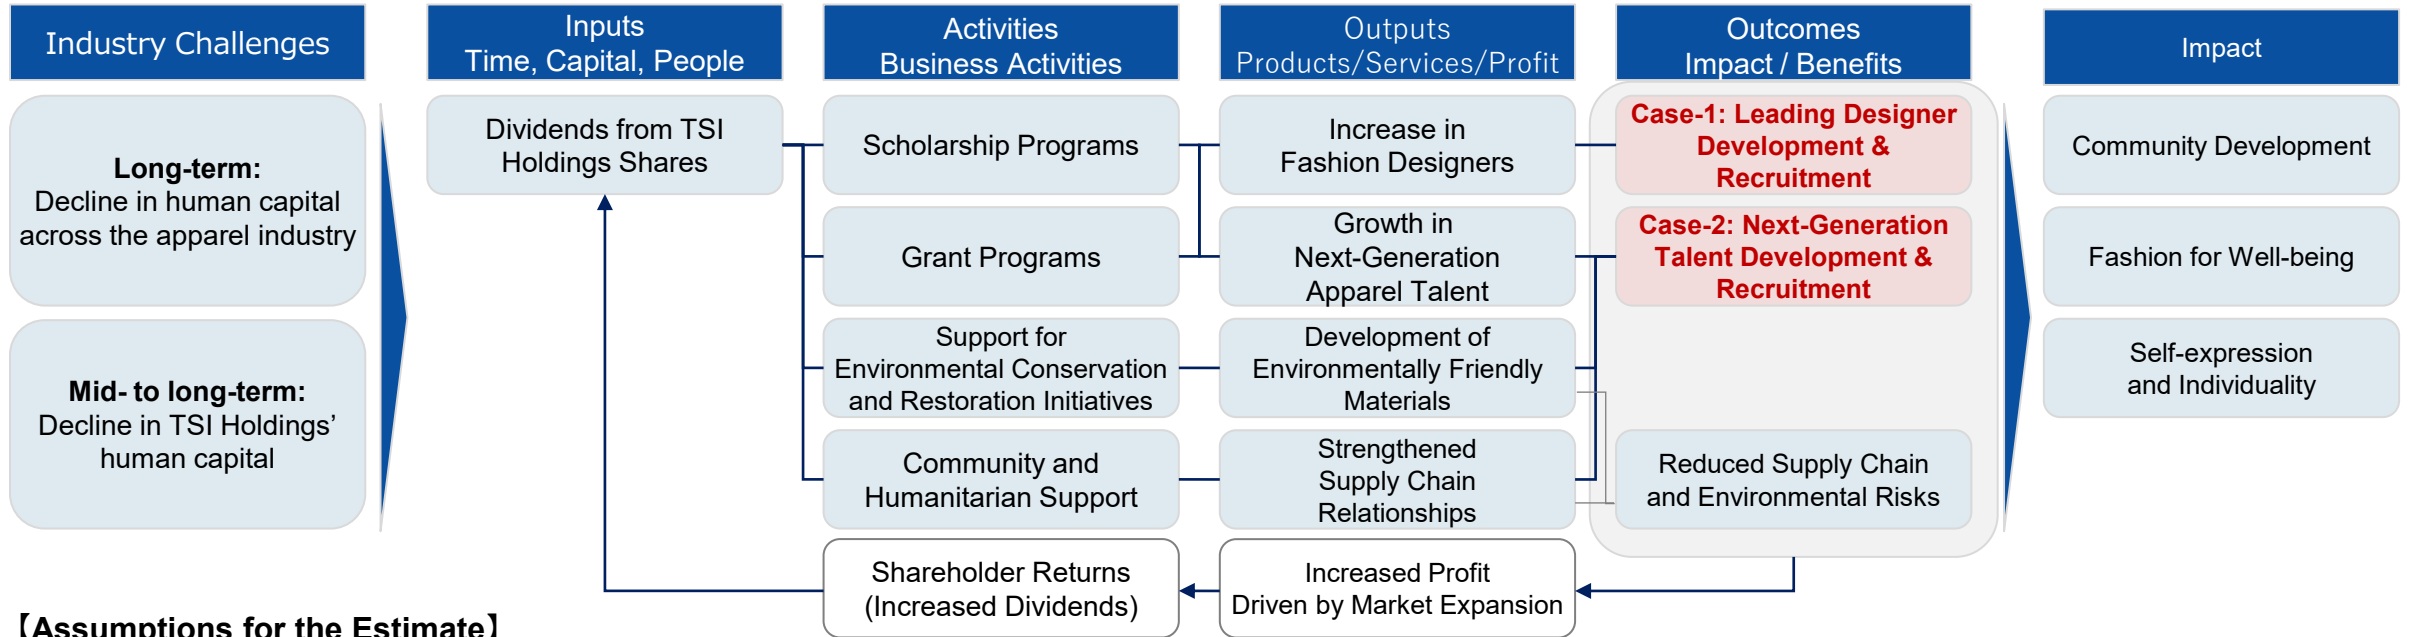 Industry Challenges
Inputs
Time, Capital, People
Activities
Business Activities
Outputs
Products/Services/Profit
Outcomes
Impact / Benefits
Impact
Long-term:
Decline in human capital
across the apparel industry
Mid- to long-term:
Decline in TSI Holdings’
human capital
Dividends from TSI
Holdings Shares
Scholarship Programs
Grant Programs
Support for
Environmental Conservation
and Restoration Initiatives
Community and
Humanitarian Support
Shareholder Returns
(Increased Dividends)
Increase in
Fashion Designers
Growth in
Next-Generation
Apparel Talent
Development of
Environmentally Friendly
Materials
Strengthened
Supply Chain
Relationships
Increased Profit
Driven by Market Expansion
Case-1: Leading Designer
Development &
Recruitment
Case-2: Next-Generation
Talent Development &
Recruitment
Reduced Supply Chain
and Environmental Risks
Community Development
Fashion for Well-being
Self-expression
and Individuality
【Assumptions for the Estimate】